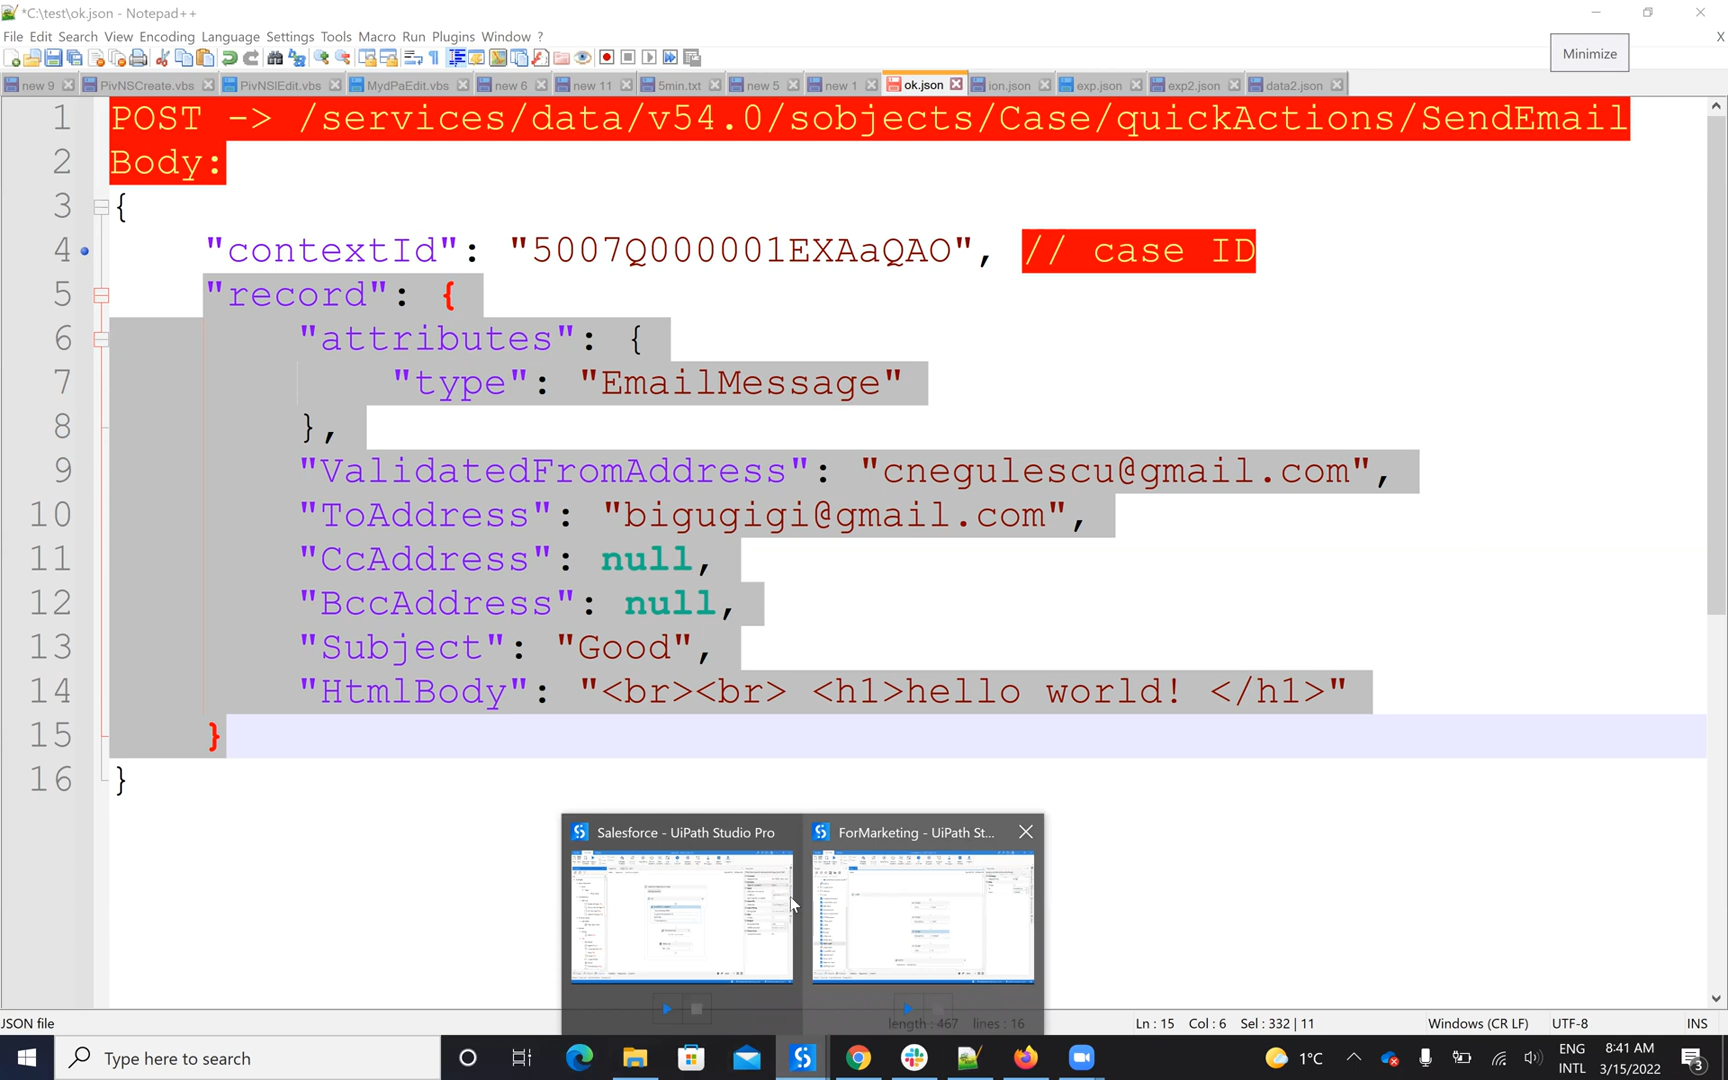 *C:\test\ok.json - Notepad++
File Edit Search View Encoding Language Settings Tools Macro Run Plugins Window ? X
Minimize
new 9 PivNSCreate.vbs PivNSlEdit.vbs MydPaEdit.vbs new 6 new 11 5min.txt new 5 new 1 ok.json ion.json exp.json exp2.json data2.json
1 POST -> /services/data/v54.0/sobjects/Case/quickActions/SendEmail
2 Body:
3 {
4 "contextId": "5007Q000001EXAaQAO", // case ID
5 "record": {
6 "attributes": {
7 "type": "EmailMessage"
8 },
9 "ValidatedFromAddress": "cnegulescu@gmail.com",
10 "ToAddress": "bigugigi@gmail.com",
11 "CcAddress": null,
12 "BccAddress": null,
13 "Subject": "Good",
14 "HtmlBody": "<br><br> <h1>hello world! </h1>"
15 }
16 }
Salesforce - UiPath Studio Pro ForMarketing - UiPath St...
JSON file length : 467 lines : 16 Ln : 15 Col : 6 Sel : 332 | 11 Windows (CR LF) UTF-8 INS
Type here to search 1°C ENG INTL 8:41 AM 3/15/2022 3